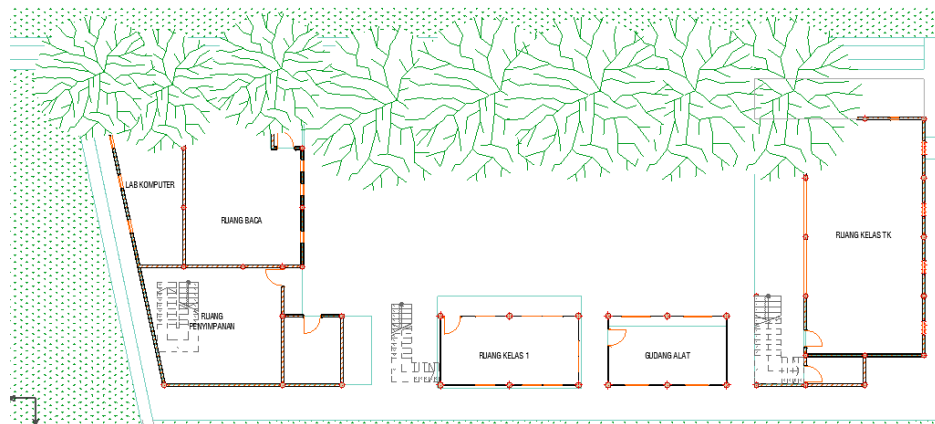 LAB KOMPUTER
RUANG BACA
RUANG KELAS TK
RUANG
PENYIMPANAN
RUANG KELAS 1
GUDANG ALAT